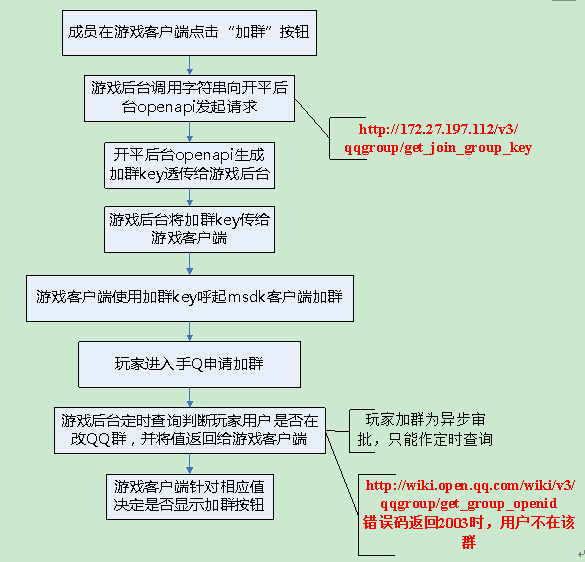 成员在游戏客户端点击“加群”按钮
游戏后台调用字符串向开平后
台openapi发起请求
http://172.27.197.112/v3/
qqgroup/get_join_group_key
开平后台openapi生成
加群key透传给游戏后台
游戏后台将加群key传给
游戏客户端
游戏客户端使用加群key呼起msdk客户端加群
玩家进入手Q申请加群
游戏后台定时查询判断玩家用户是否在
改QQ群，并将值返回给游戏客户端
玩家加群为异步审
批，只能作定时查询
游戏客户端针对相应值
决定是否显示加群按钮
http://wiki.open.qq.com/wiki/v3/
qqgroup/get_group_openid
错误码返回2003时，用户不在该
群